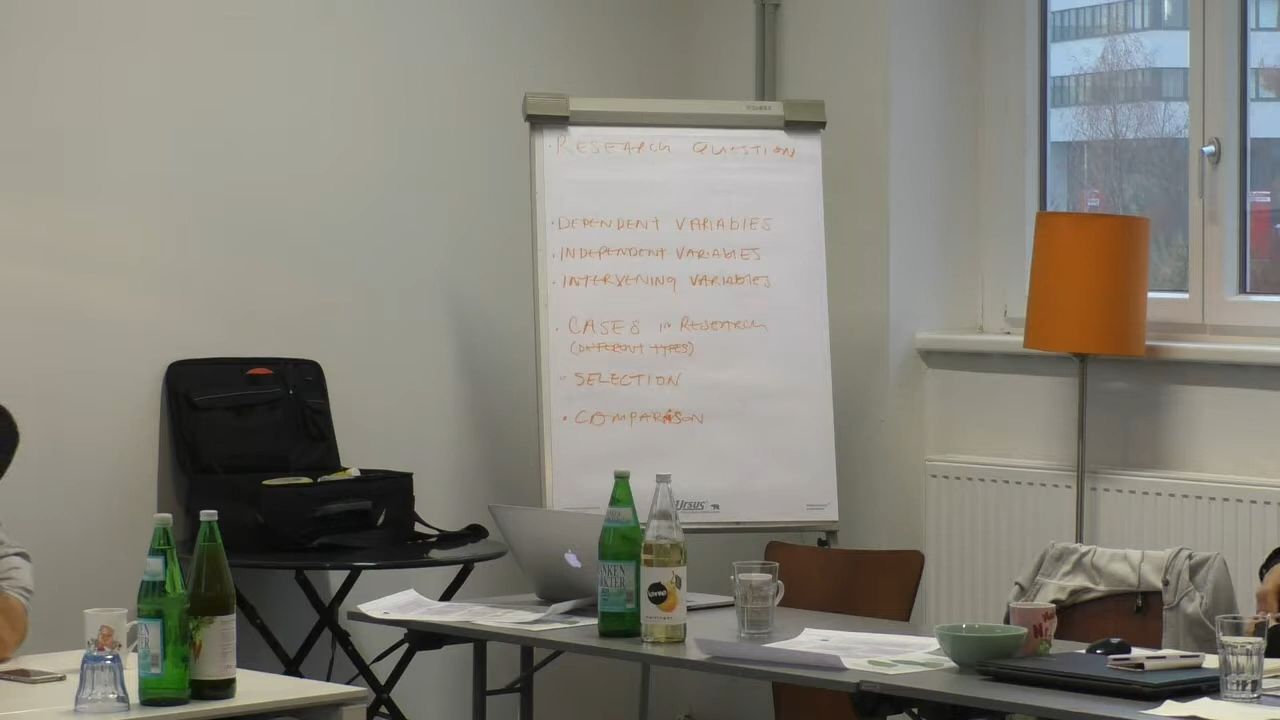 · RESEARCH QUESTION
· DEPENDENT VARIABLES
· INDEPENDENT VARIABLES
· INTERVENING VARIABLES
· CASES in RESEARCH
(DIFFERENT TYPES)
· SELECTION
· COMPARISON
Ursus